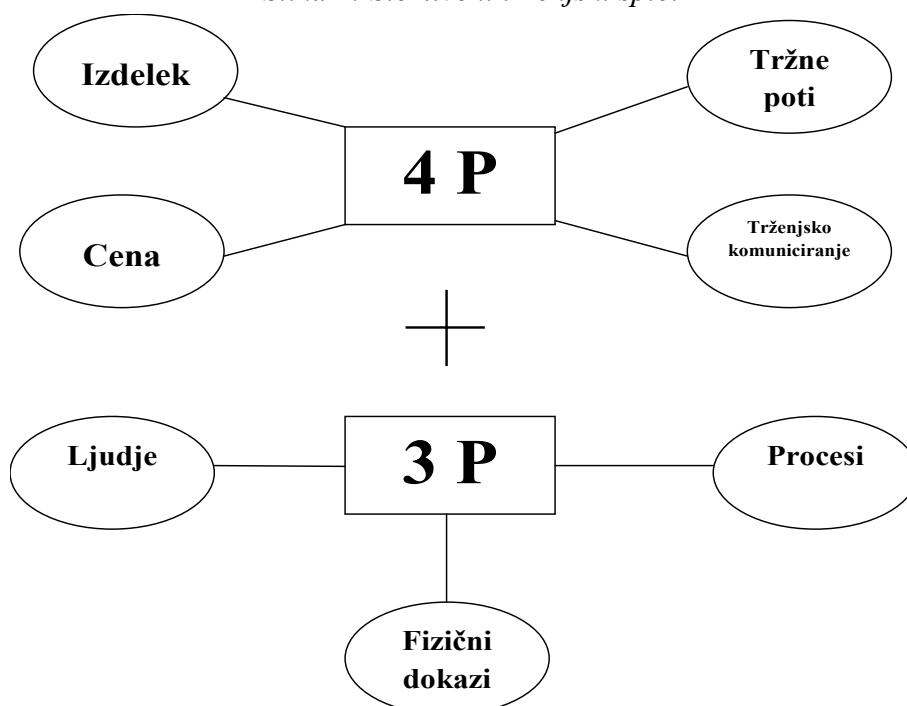 Izdelek
Tržne
poti
4 P
Cena
Trženjsko
komuniciranje
Ljudje
3 P
Procesi
Fizični
dokazi